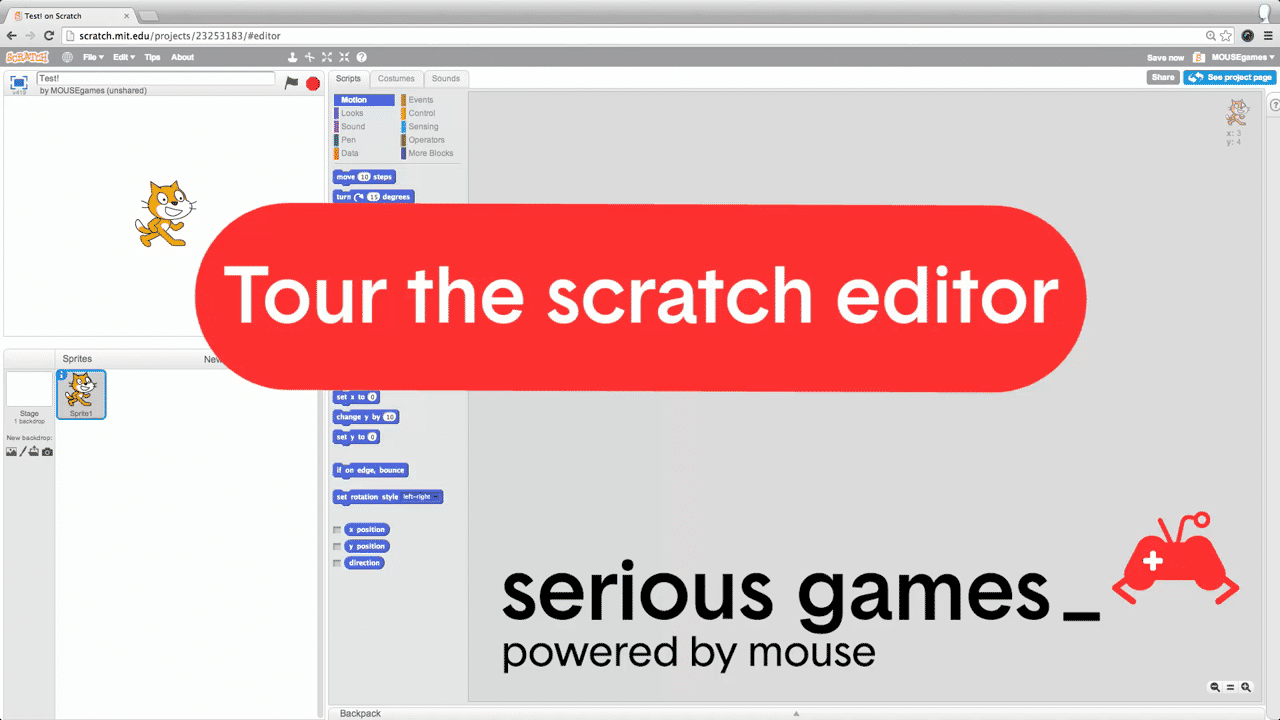 Test! on Scratch
scratch.mit.edu/projects/23253183/#editor
SCRATCH File Edit Tips About Save now MOUSEgames
Share See project page
Test!
by MOUSEgames (unshared)
v419
Scripts Costumes Sounds
Motion Events
Looks Control
Sound Sensing
Pen Operators
Data More Blocks
x: 3
y: 4
move 10 steps
turn 15 degrees
Tour the scratch editor
Sprites New
Sprite1
Stage
1 backdrop
New backdrop:
set x to 0
change y by 10
set y to 0
if on edge, bounce
set rotation style left-right
x position
y position
direction
serious games_
powered by mouse
Backpack